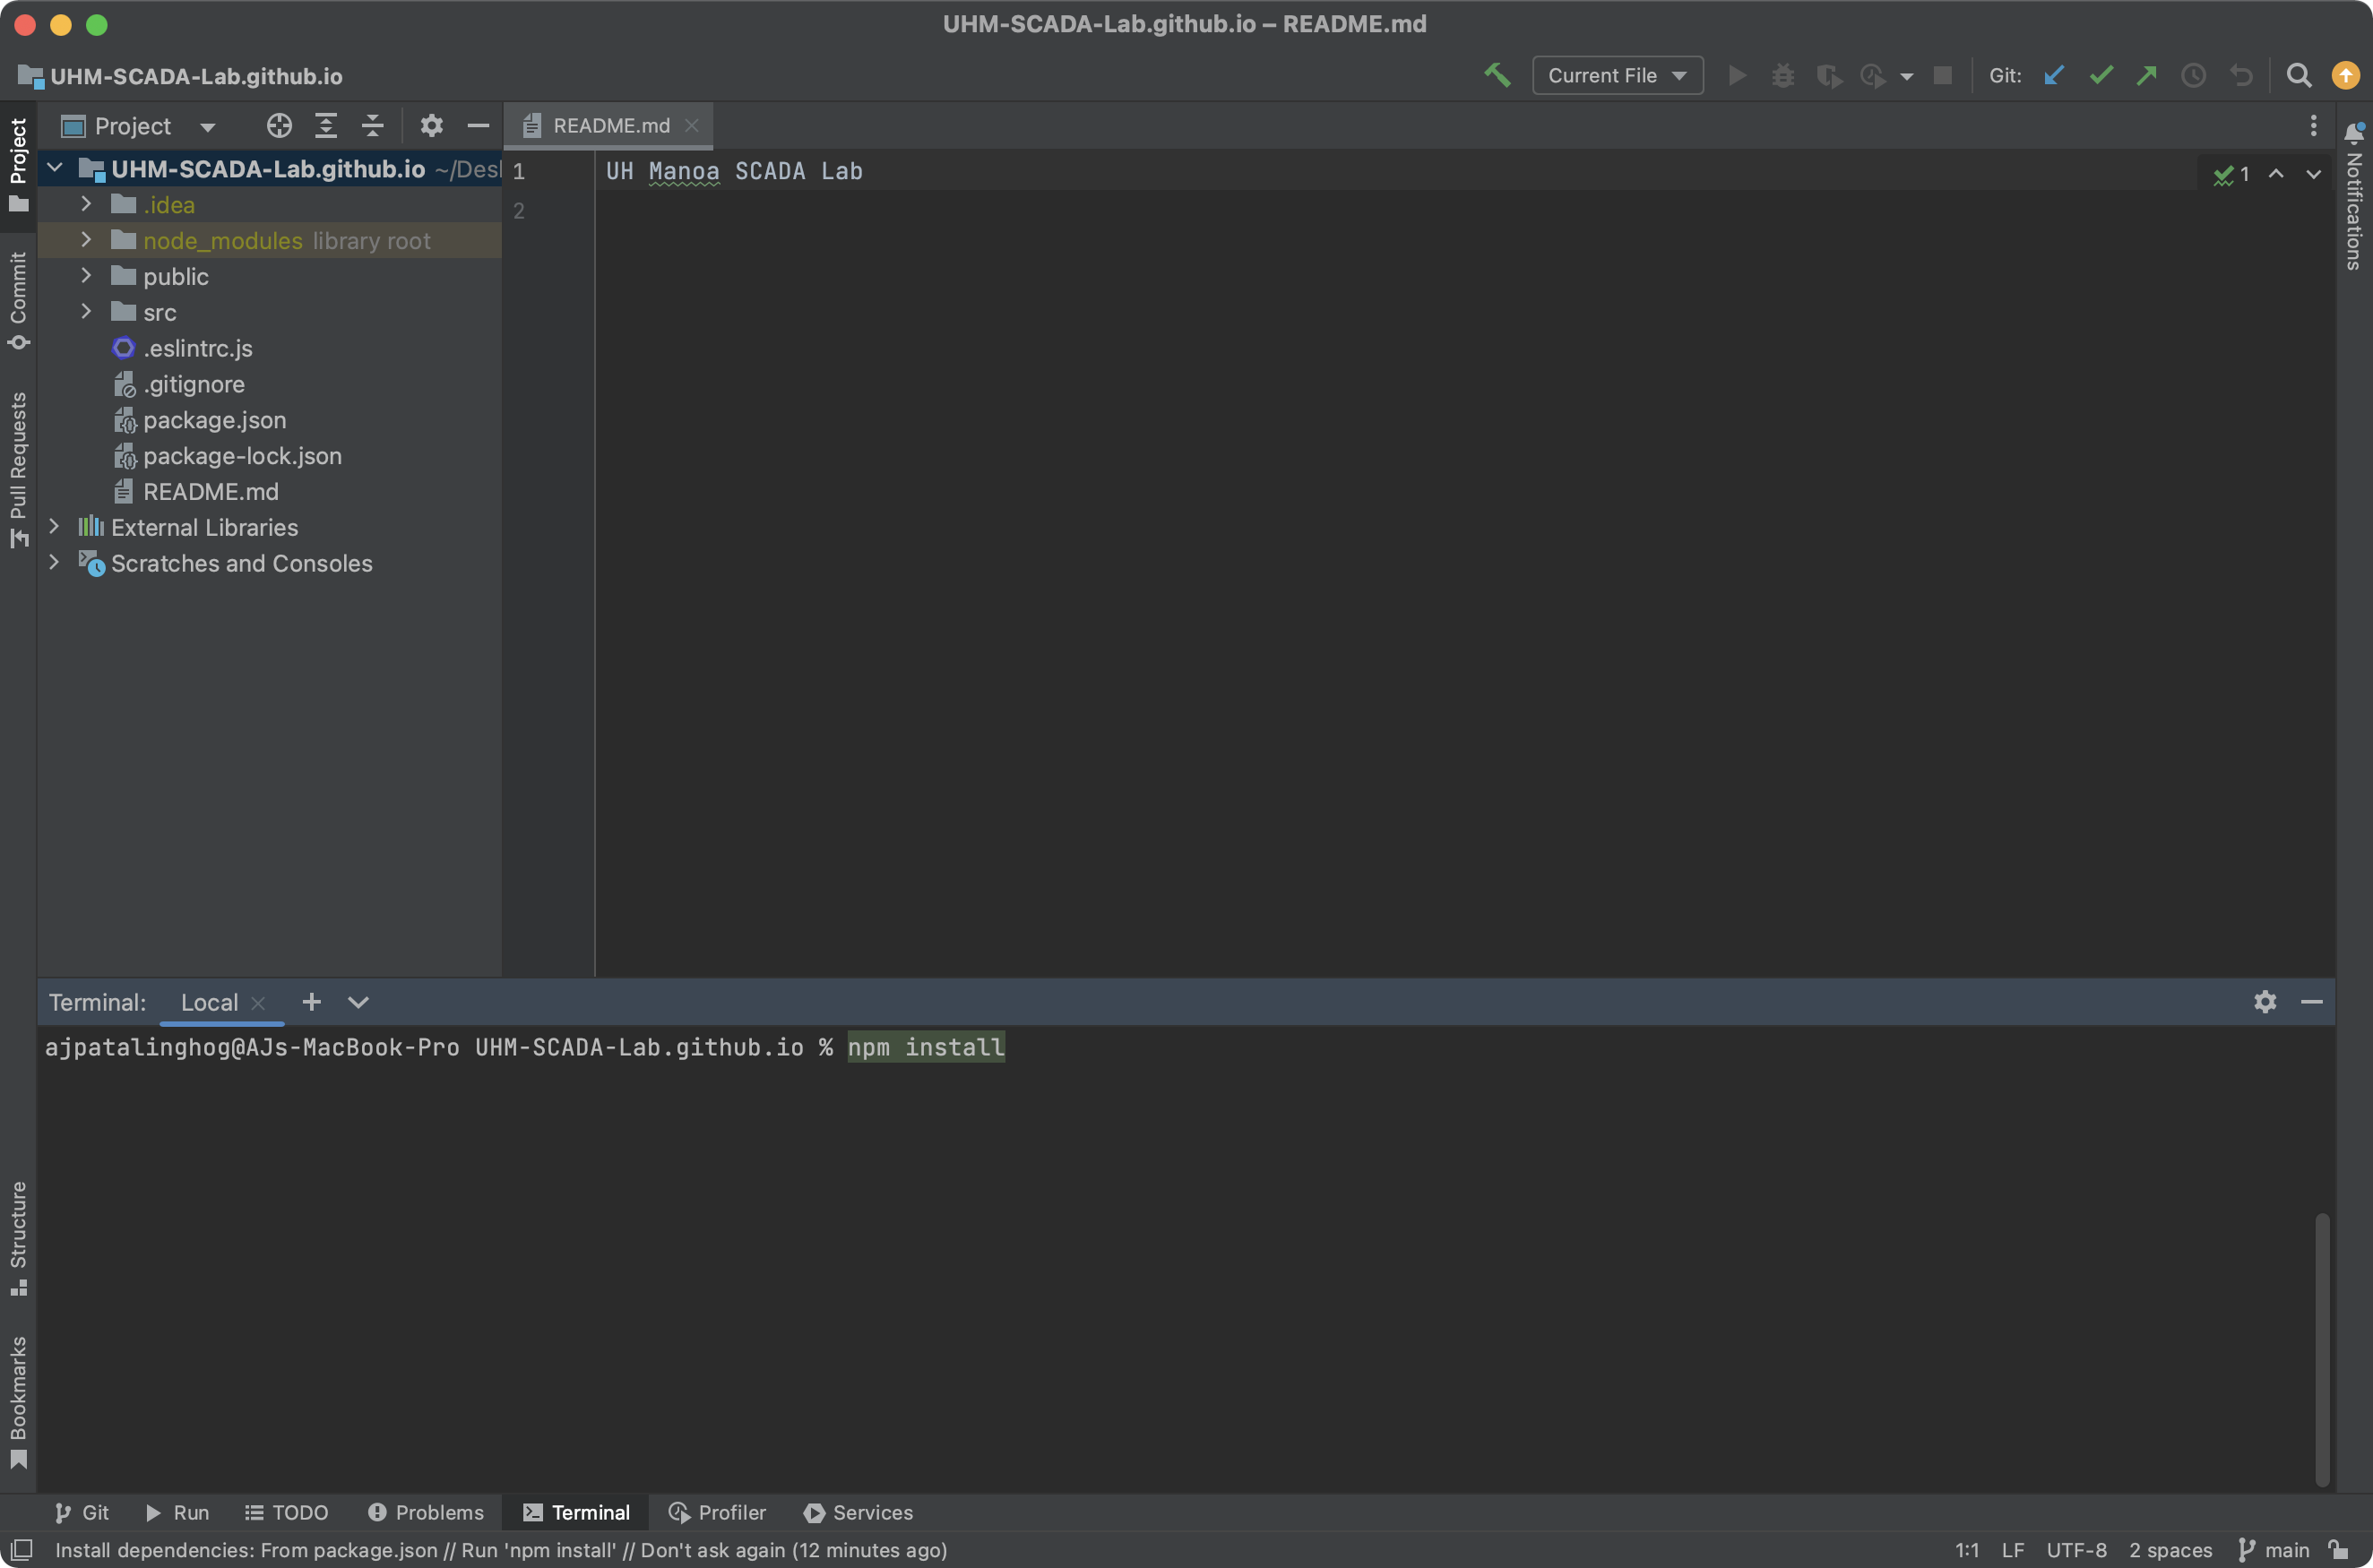 UHM-SCADA-Lab.github.io – README.md
UHM-SCADA-Lab.github.io
Current File
Git:
Project
README.md
Project
Commit
Pull Requests
Structure
Bookmarks
UHM-SCADA-Lab.github.io ~/Des
.idea
node_modules library root
public
src
.eslintrc.js
.gitignore
package.json
package-lock.json
README.md
External Libraries
Scratches and Consoles
1 UH Manoa SCADA Lab
2
1
Notifications
Terminal: Local
ajpatalinghog@AJs-MacBook-Pro UHM-SCADA-Lab.github.io % npm install
Git Run TODO Problems Terminal Profiler Services
Install dependencies: From package.json // Run 'npm install' // Don't ask again (12 minutes ago)
1:1 LF UTF-8 2 spaces main